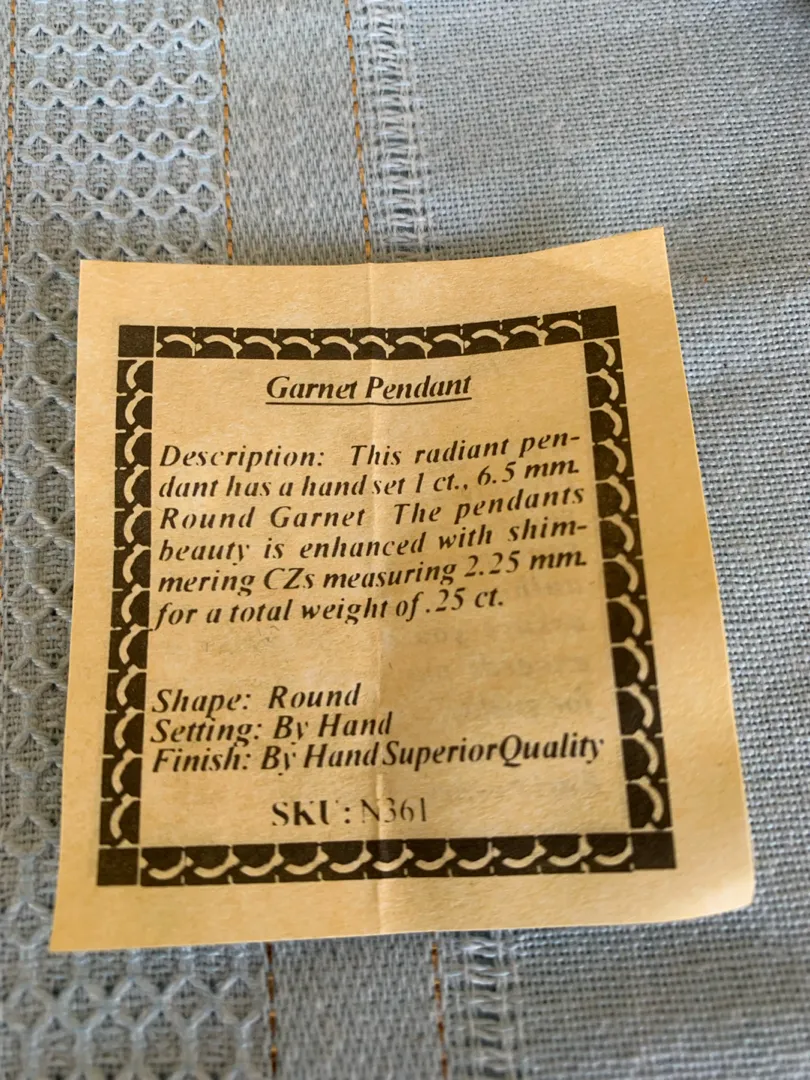 Garnet Pendant
Description: This radiant pen-
dant has a hand set 1 ct., 6.5 mm.
Round Garnet The pendants
beauty is enhanced with shim-
mering CZs measuring 2.25 mm.
for a total weight of .25 ct.
Shape: Round
Setting: By Hand
Finish: By Hand Superior Quality
SKU: N361